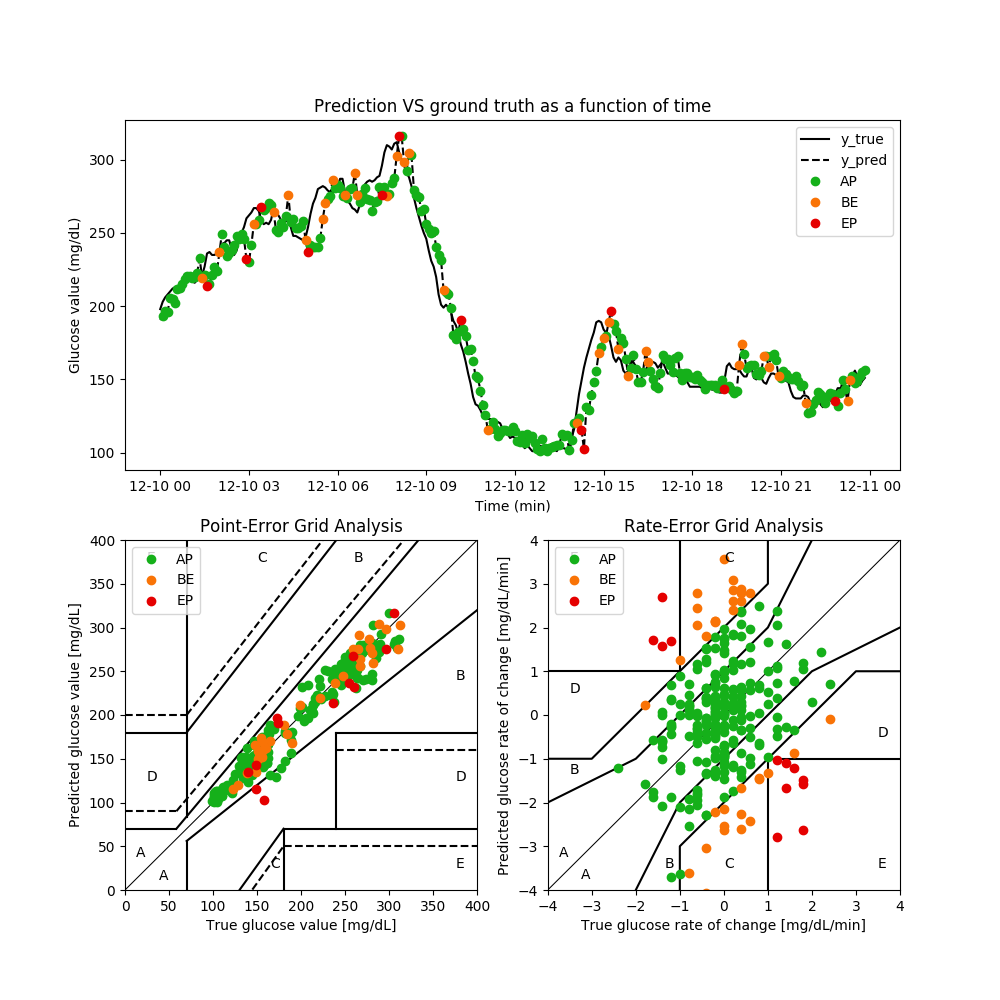 Prediction VS ground truth as a function of time
Glucose value (mg/dL)
300
250
200
150
100
y_true
y_pred
AP
BE
EP
12-10 00 12-10 03 12-10 06 12-10 09 12-10 12 12-10 15 12-10 18 12-10 21 12-11 00
Time (min)
Point-Error Grid Analysis
Predicted glucose value [mg/dL]
400
350
300
250
200
150
100
50
0
AP
BE
EP
C
B
B
D
D
A
A
C
E
0 50 100 150 200 250 300 350 400
True glucose value [mg/dL]
Rate-Error Grid Analysis
Predicted glucose rate of change [mg/dL/min]
4
3
2
1
0
−1
−2
−3
−4
AP
BE
EP
C
D
D
B
A
A
B
C
E
−4 −3 −2 −1 0 1 2 3 4
True glucose rate of change [mg/dL/min]